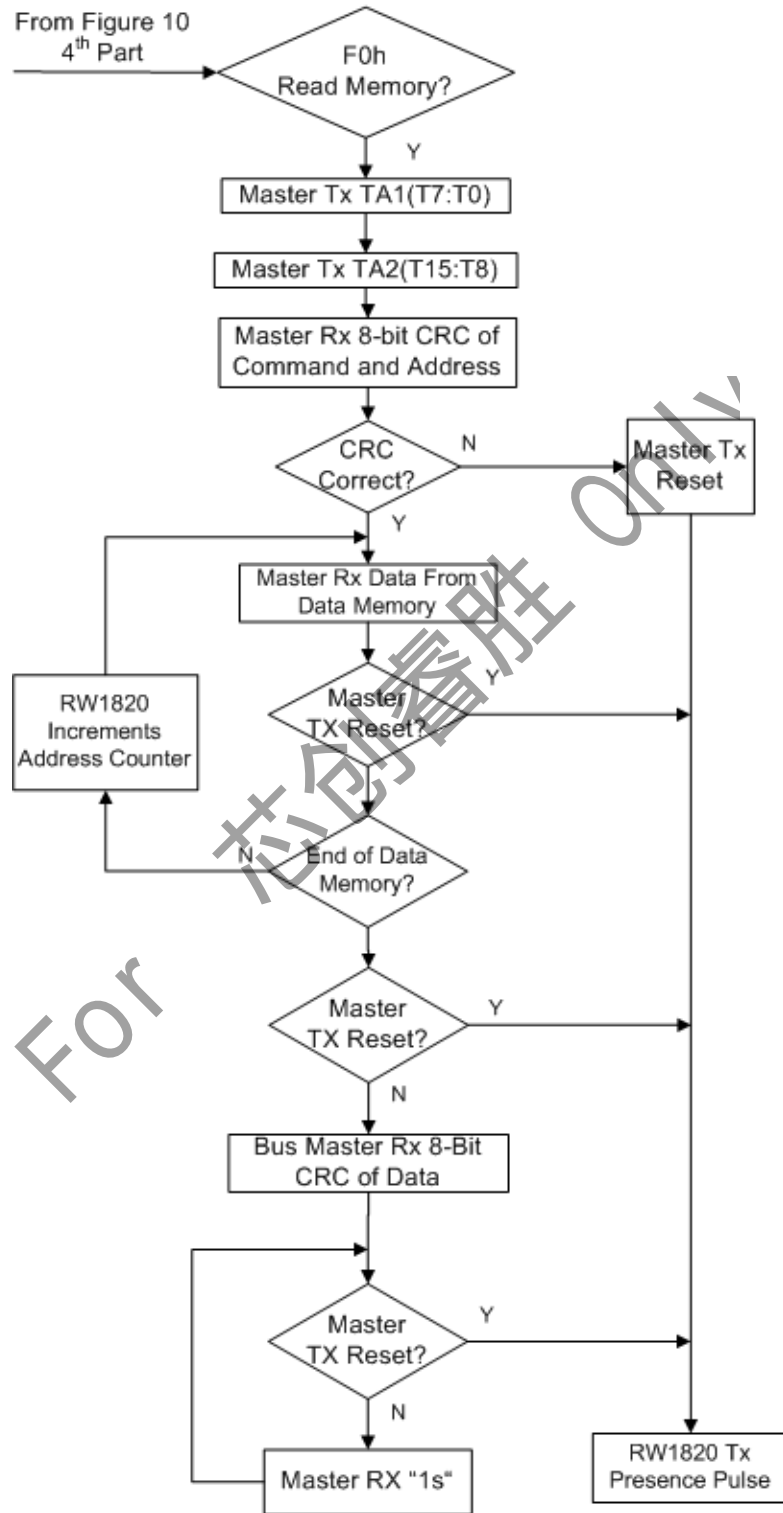 From Figure 10
4th Part
F0h
Read Memory?
Y
Master Tx TA1(T7:T0)
Master Tx TA2(T15:T8)
Master Rx 8-bit CRC of
Command and Address
CRC
Correct?
N
Master Tx
Reset
Y
Master Rx Data From
Data Memory
RW1820
Increments
Address Counter
Master
TX Reset?
Y
End of Data
Memory?
N
Master
TX Reset?
Y
N
Bus Master Rx 8-Bit
CRC of Data
Master
TX Reset?
Y
N
Master RX “1s“
RW1820 Tx
Presence Pulse
For 芯创睿胜 Only